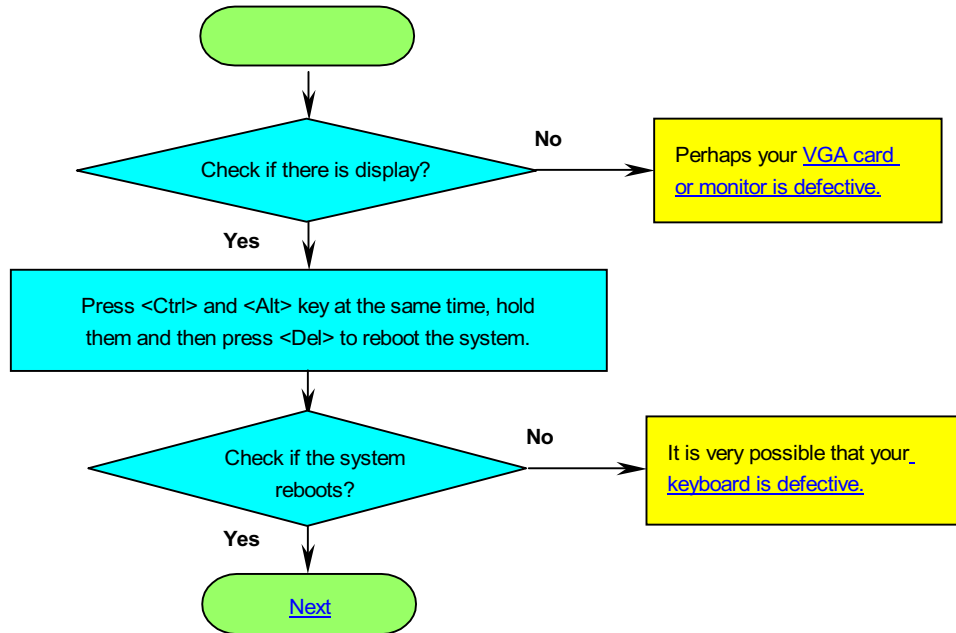 Check if there is display?
No
Perhaps your VGA card
or monitor is defective.
Yes
Press <Ctrl> and <Alt> key at the same time, hold
them and then press <Del> to reboot the system.
Check if the system
reboots?
No
It is very possible that your
keyboard is defective.
Yes
Next